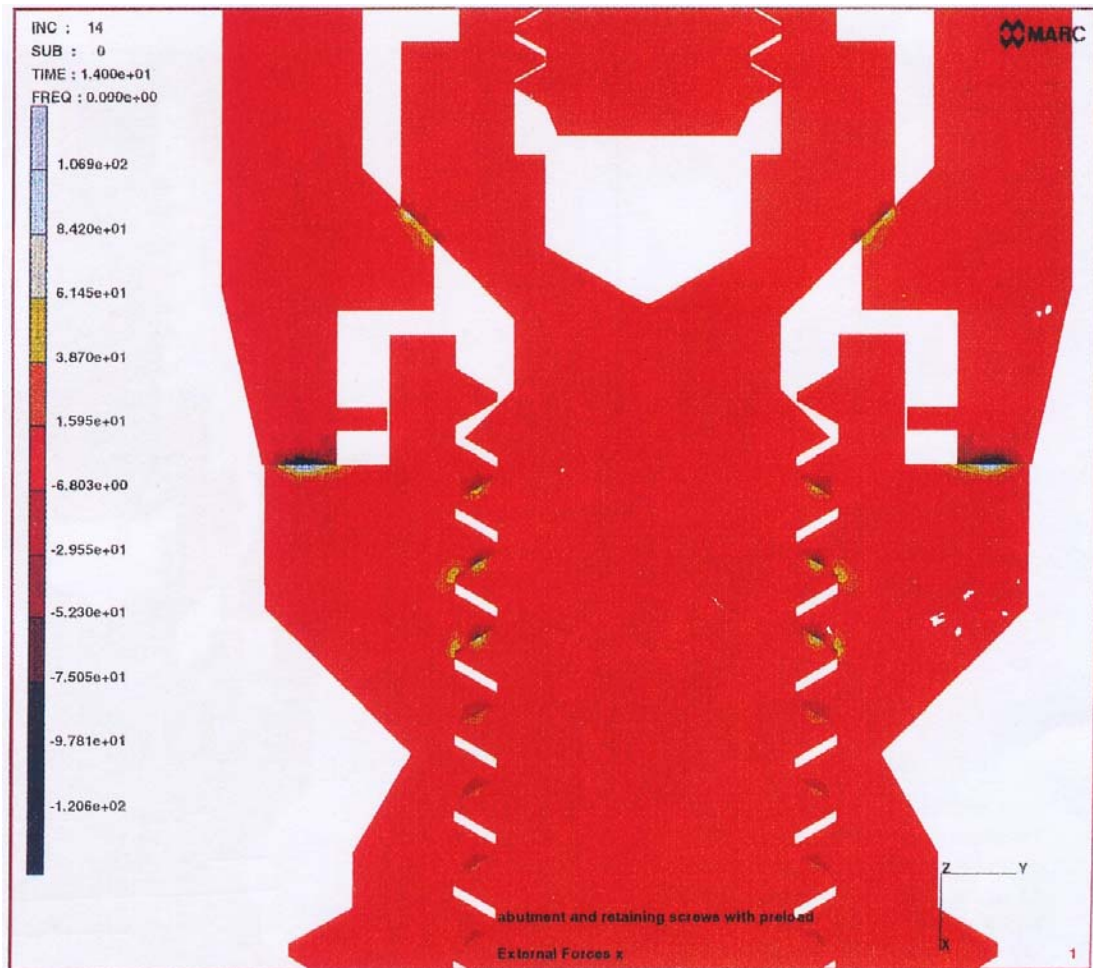 INC : 14
SUB : 0
TIME : 1.400e+01
FREQ : 0.000e+00
MARC
1.069e+02
8.420e+01
6.145e+01
3.870e+01
1.595e+01
-6.803e+00
-2.955e+01
-5.230e+01
-7.505e+01
-9.781e+01
-1.206e+02
Z Y
X
abutment and retaining screws with preload
External Forces x
1